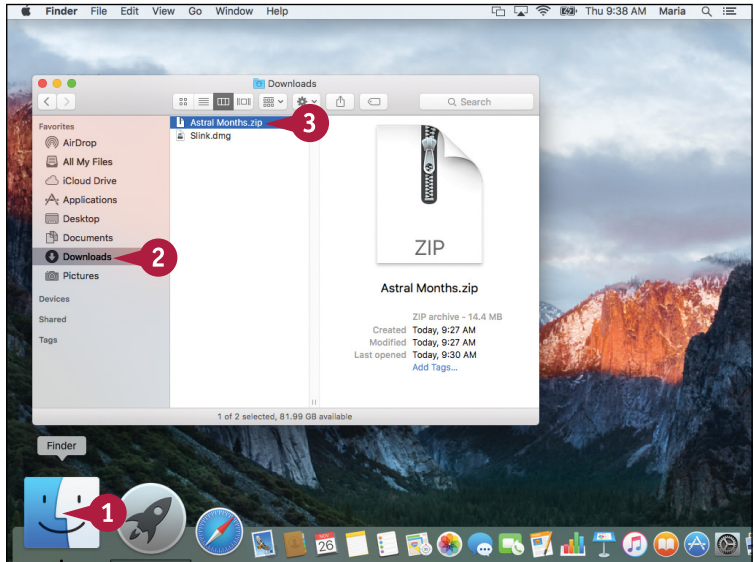 Finder File Edit View Go Window Help Thu 9:38 AM Maria
Downloads
Search
Favorites
AirDrop
All My Files
iCloud Drive
Applications
Desktop
Documents
Downloads
2
Pictures
Devices
Shared
Tags
Astral Months.zip
3
Slink.dmg
ZIP
Astral Months.zip
ZIP archive - 14.4 MB
Created Today, 9:27 AM
Modified Today, 9:27 AM
Last opened Today, 9:30 AM
Add Tags...
1 of 2 selected, 81.99 GB available
Finder
1
26